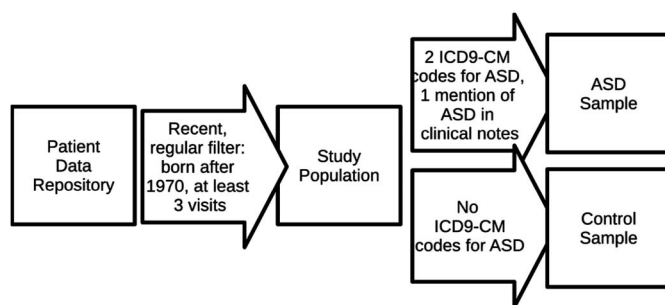 Patient
Data
Repository
Recent,
regular filter:
born after
1970, at least
3 visits
Study
Population
2 ICD9-CM
codes for ASD,
1 mention of
ASD in
clinical notes
ASD
Sample
No
ICD9-CM
codes for ASD
Control
Sample